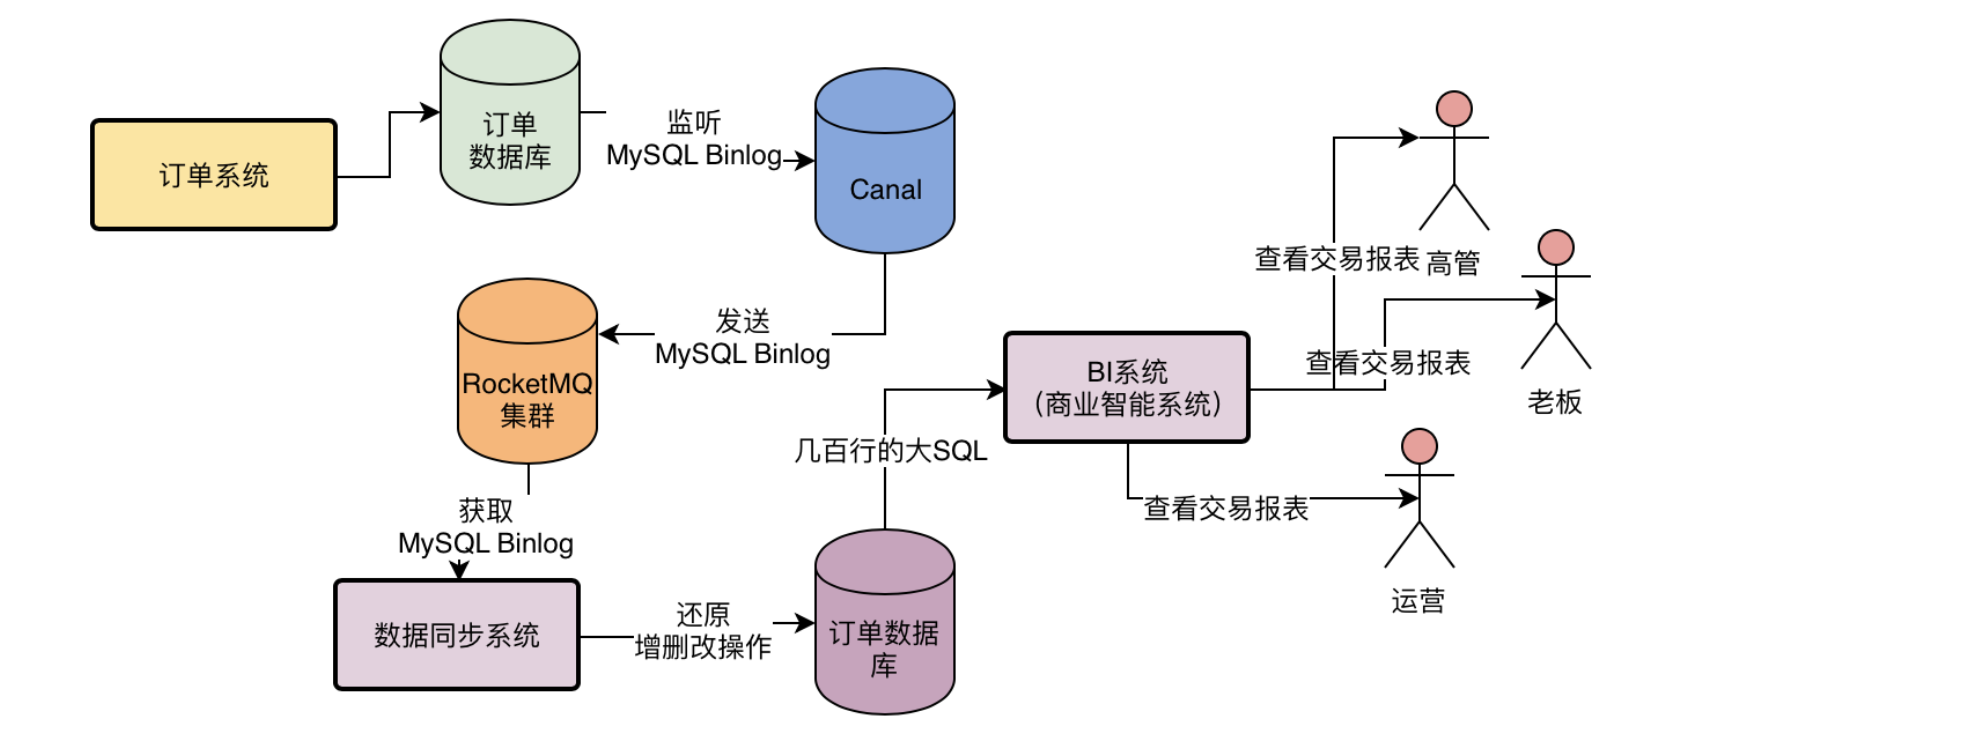 订单系统
订单
数据库
监听
MySQL Binlog
Canal
发送
MySQL Binlog
RocketMQ
集群
获取
MySQL Binlog
数据同步系统
还原
增删改操作
订单数据
库
几百行的大SQL
BI系统
（商业智能系统）
查看交易报表
高管
查看交易报表
老板
查看交易报表
运营